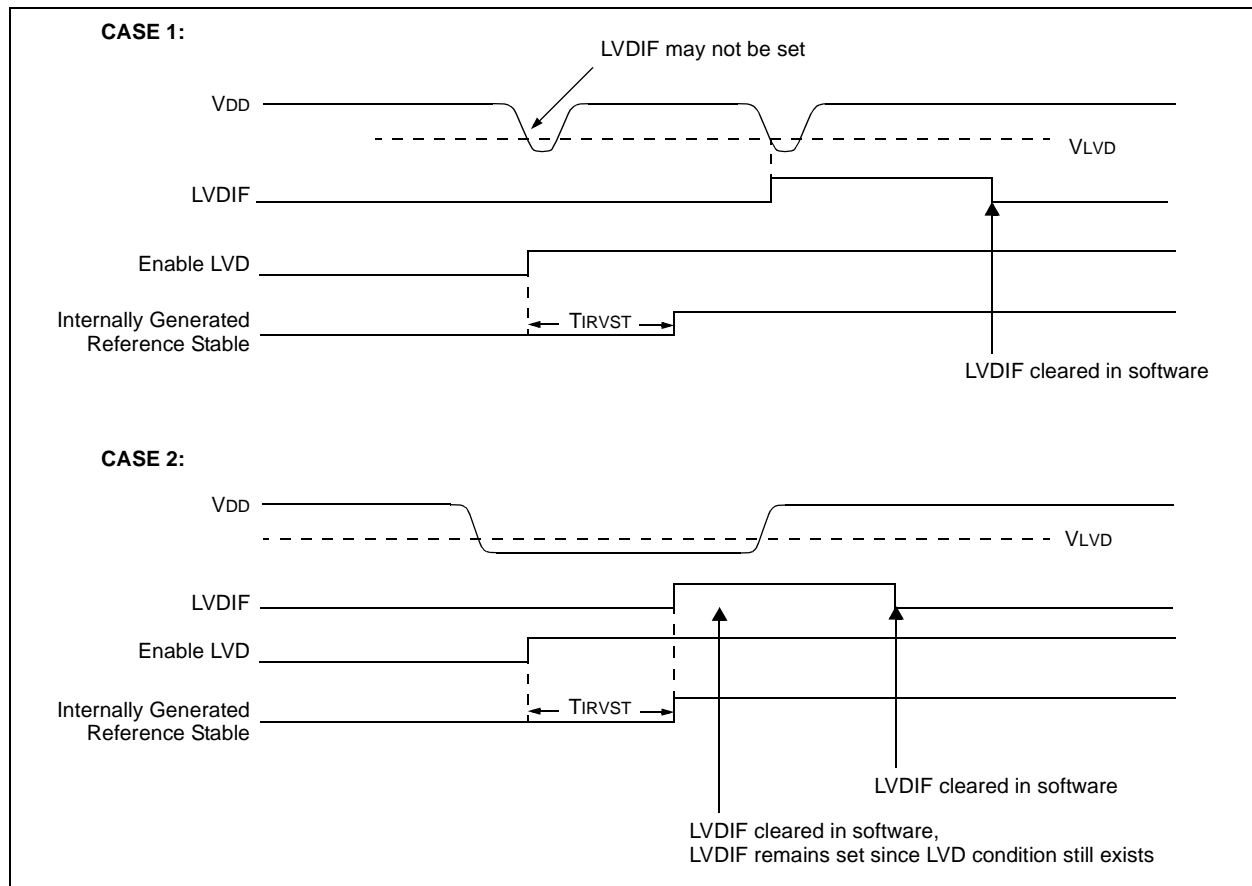 CASE 1:
LVDIF may not be set
VDD
VLVD
LVDIF
Enable LVD
TIRVST
Internally Generated
Reference Stable
LVDIF cleared in software
CASE 2:
VDD
VLVD
LVDIF
Enable LVD
TIRVST
Internally Generated
Reference Stable
LVDIF cleared in software
LVDIF cleared in software,
LVDIF remains set since LVD condition still exists